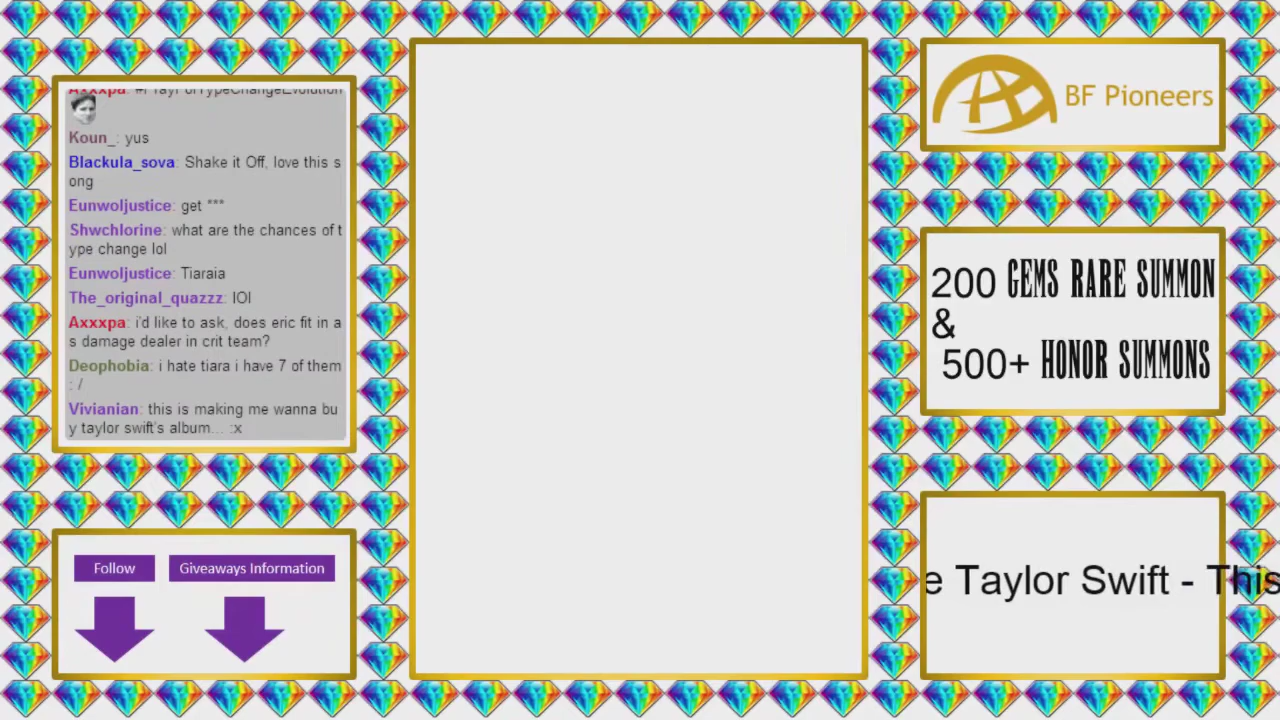 Axxxpa:
Koun_: yus
Blackula_sova: Shake it Off, love this s
ong
Eunwoljustice: get ***
Shwchlorine: what are the chances of t
ype change lol
Eunwoljustice: Tiaraia
The_original_quazzz: lOl
Axxxpa: i'd like to ask, does eric fit in a
s damage dealer in crit team?
Deophobia: i hate tiara i have 7 of them
: /
Vivianian: this is making me wanna bu
y taylor swift's album... :x
Follow
Giveaways Information
BF Pioneers
200 GEMS RARE SUMMON
&
500+ HONOR SUMMONS
e Taylor Swift - This